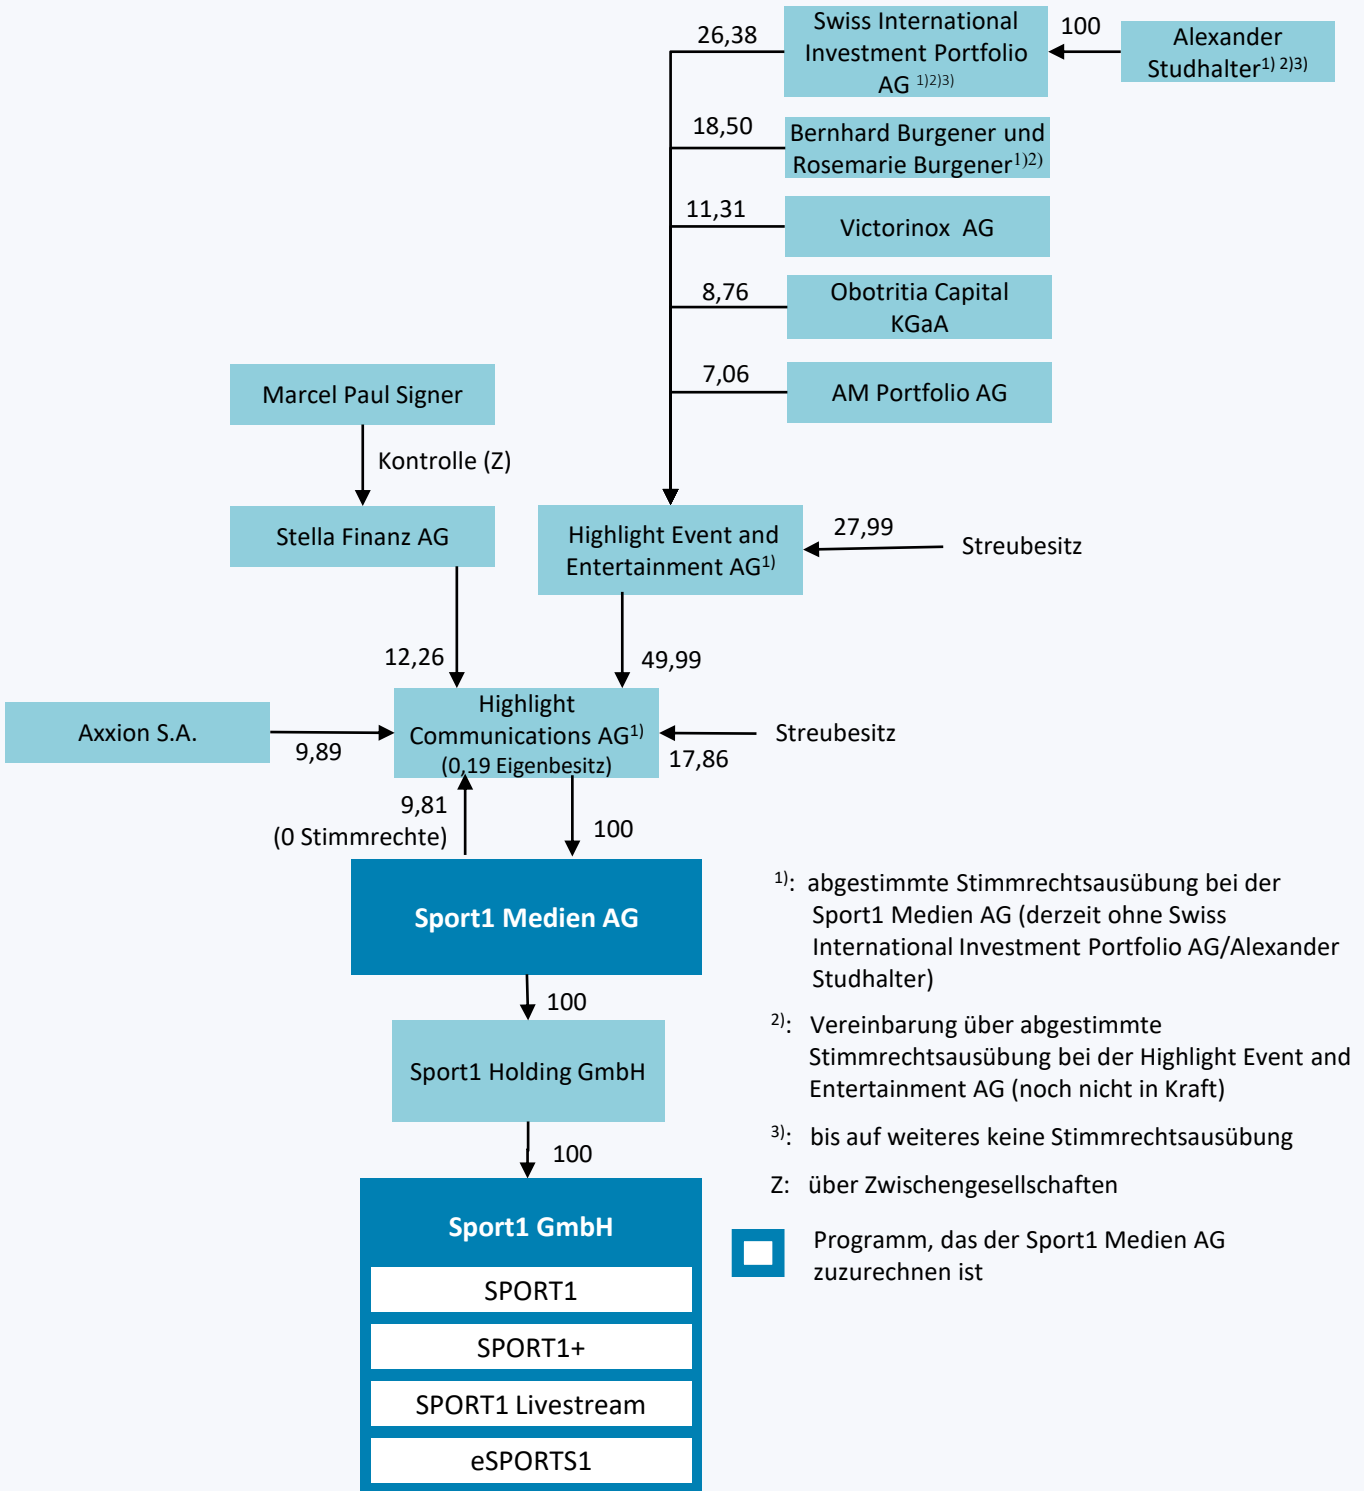 26,38
Swiss International
Investment Portfolio
AG 1)2)3)
100
Alexander
Studhalter1) 2)3)
18,50
Bernhard Burgener und
Rosemarie Burgener1)2)
11,31
Victorinox AG
8,76
Obotritia Capital
KGaA
7,06
AM Portfolio AG
Marcel Paul Signer
Kontrolle (Z)
Stella Finanz AG
Highlight Event and
Entertainment AG1)
27,99
Streubesitz
12,26
49,99
Axxion S.A.
9,89
Highlight
Communications AG1)
(0,19 Eigenbesitz)
Streubesitz
17,86
9,81
(0 Stimmrechte)
100
Sport1 Medien AG
100
Sport1 Holding GmbH
100
Sport1 GmbH
SPORT1
SPORT1+
SPORT1 Livestream
eSPORTS1
1): abgestimmte Stimmrechtsausübung bei der
Sport1 Medien AG (derzeit ohne Swiss
International Investment Portfolio AG/Alexander
Studhalter)
2): Vereinbarung über abgestimmte
Stimmrechtsausübung bei der Highlight Event and
Entertainment AG (noch nicht in Kraft)
3): bis auf weiteres keine Stimmrechtsausübung
Z: über Zwischengesellschaften
Programm, das der Sport1 Medien AG
zuzurechnen ist